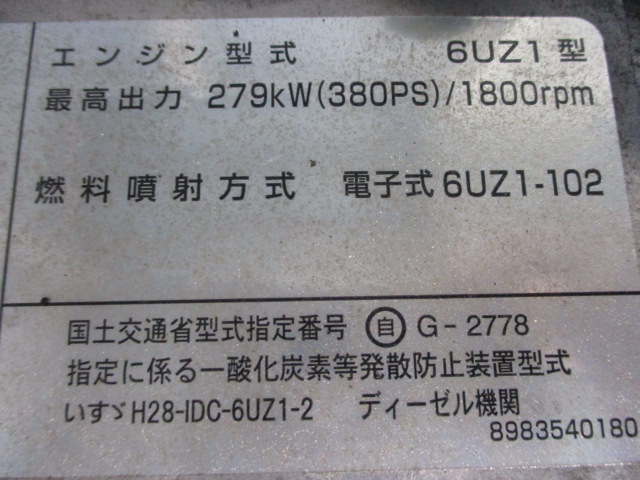 エンジン型式 6UZ1型
最高出力 279kW(380PS)/1800rpm
燃料噴射方式 電子式6UZ1-102
国土交通省型式指定番号 ㊀自 G-2778
指定に係る一酸化炭素等発散防止装置型式
いすゞH28-IDC-6UZ1-2 ディーゼル機関
8983540180